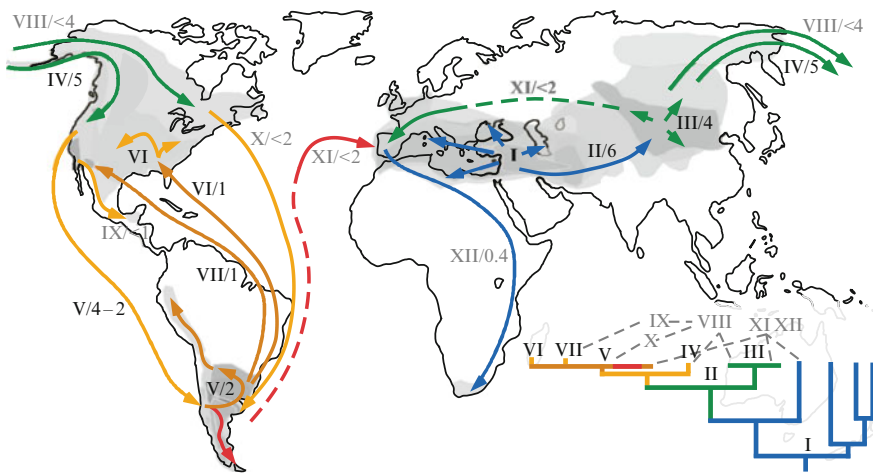 VIII/<4
VIII/<4
IV/5
IV/5
XI/<2
X/<2
III/4
XI/<2
I
II/6
VI
VI/1
IX/<1
XII/0.4
VII/1
V/4–2
IX
VIII
XI XII
X
VI
VII
V
IV
III
II
V/2
I